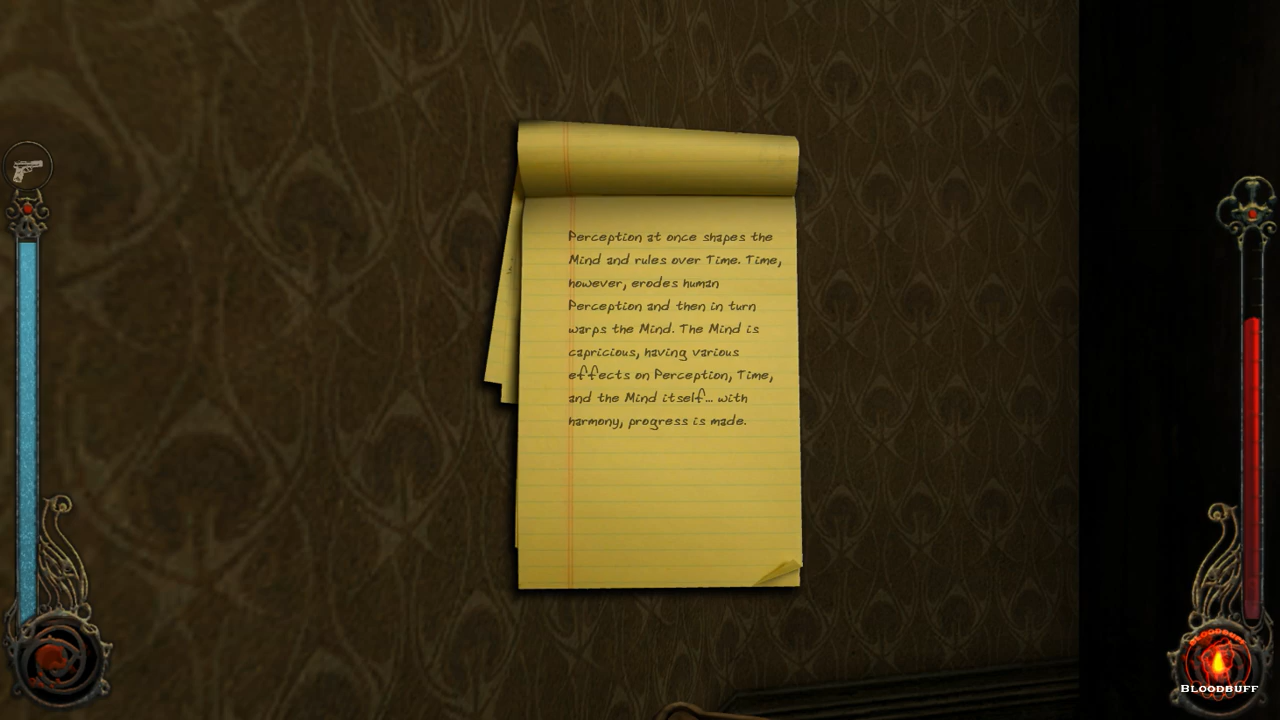 Perception at once shapes the
Mind and rules over Time. Time,
however, erodes human
Perception and then in turn
warps the Mind. The Mind is
capricious, having various
effects on Perception, Time,
and the Mind itself... with
harmony, progress is made.
BLOODBUFF
BLOODBUFF